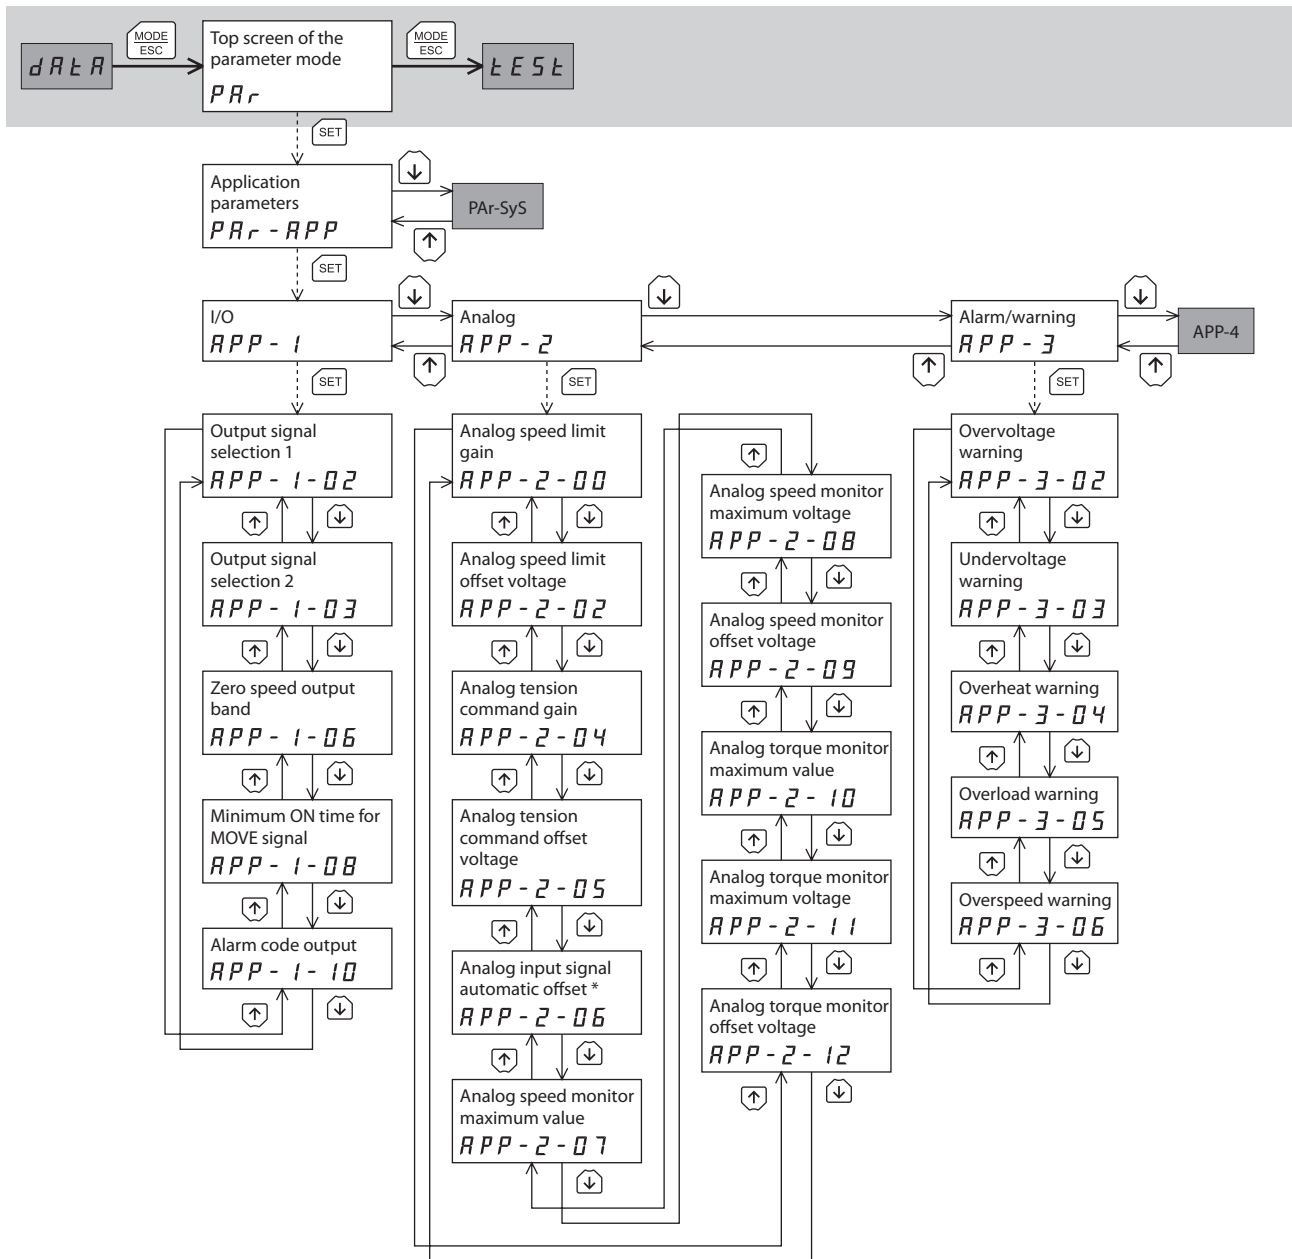 dAtA
MODE
ESC
Top screen of the
parameter mode
PAr
MODE
ESC
tESt
SET
Application
parameters
PAr-APP
PAr-SyS
SET
I/O
APP-1
Analog
APP-2
Alarm/warning
APP-3
APP-4
SET
SET
SET
Output signal
selection 1
APP-1-02
Output signal
selection 2
APP-1-03
Zero speed output
band
APP-1-06
Minimum ON time for
MOVE signal
APP-1-08
Alarm code output
APP-1-10
Analog speed limit
gain
APP-2-00
Analog speed limit
offset voltage
APP-2-02
Analog tension
command gain
APP-2-04
Analog tension
command offset
voltage
APP-2-05
Analog input signal
automatic offset *
APP-2-06
Analog speed monitor
maximum value
APP-2-07
Analog speed monitor
maximum voltage
APP-2-08
Analog speed monitor
offset voltage
APP-2-09
Analog torque monitor
maximum value
APP-2-10
Analog torque monitor
maximum voltage
APP-2-11
Analog torque monitor
offset voltage
APP-2-12
Overvoltage
warning
APP-3-02
Undervoltage
warning
APP-3-03
Overheat warning
APP-3-04
Overload warning
APP-3-05
Overspeed warning
APP-3-06